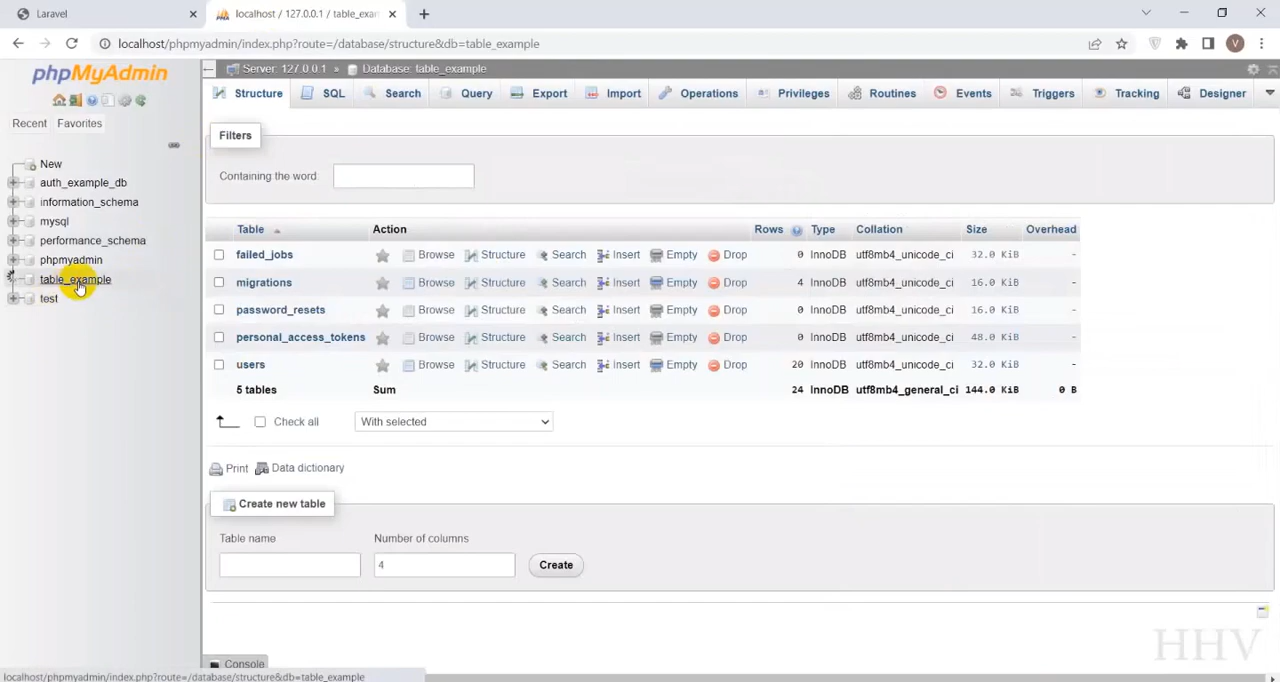 Laravel
localhost / 127.0.0.1 / table_exam
localhost/phpmyadmin/index.php?route=/database/structure&db=table_example
V
phpMyAdmin
Recent Favorites
New
auth_example_db
information_schema
mysql
performance_schema
phpmyadmin
table_example
test
Server: 127.0.0.1 » Database: table_example
Structure SQL Search Query Export Import Operations Privileges Routines Events Triggers Tracking Designer
Filters
Containing the word
Table Action Rows Type Collation Size Overhead
failed_jobs Browse Structure Search Insert Empty Drop 0 InnoDB utf8mb4_unicode_ci 32.0 KiB -
migrations Browse Structure Search Insert Empty Drop 4 InnoDB utf8mb4_unicode_ci 16.0 KiB -
password_resets Browse Structure Search Insert Empty Drop 0 InnoDB utf8mb4_unicode_ci 16.0 KiB -
personal_access_tokens Browse Structure Search Insert Empty Drop 0 InnoDB utf8mb4_unicode_ci 48.0 KiB -
users Browse Structure Search Insert Empty Drop 20 InnoDB utf8mb4_unicode_ci 32.0 KiB -
5 tables Sum 24 InnoDB utf8mb4_general_ci 144.0 KiB 0 B
Check all With selected
Print Data dictionary
Create new table
Table name Number of columns
4 Create
HHV
Console
localhost/phpmyadmin/index.php?route=/database/structure&db=table_example